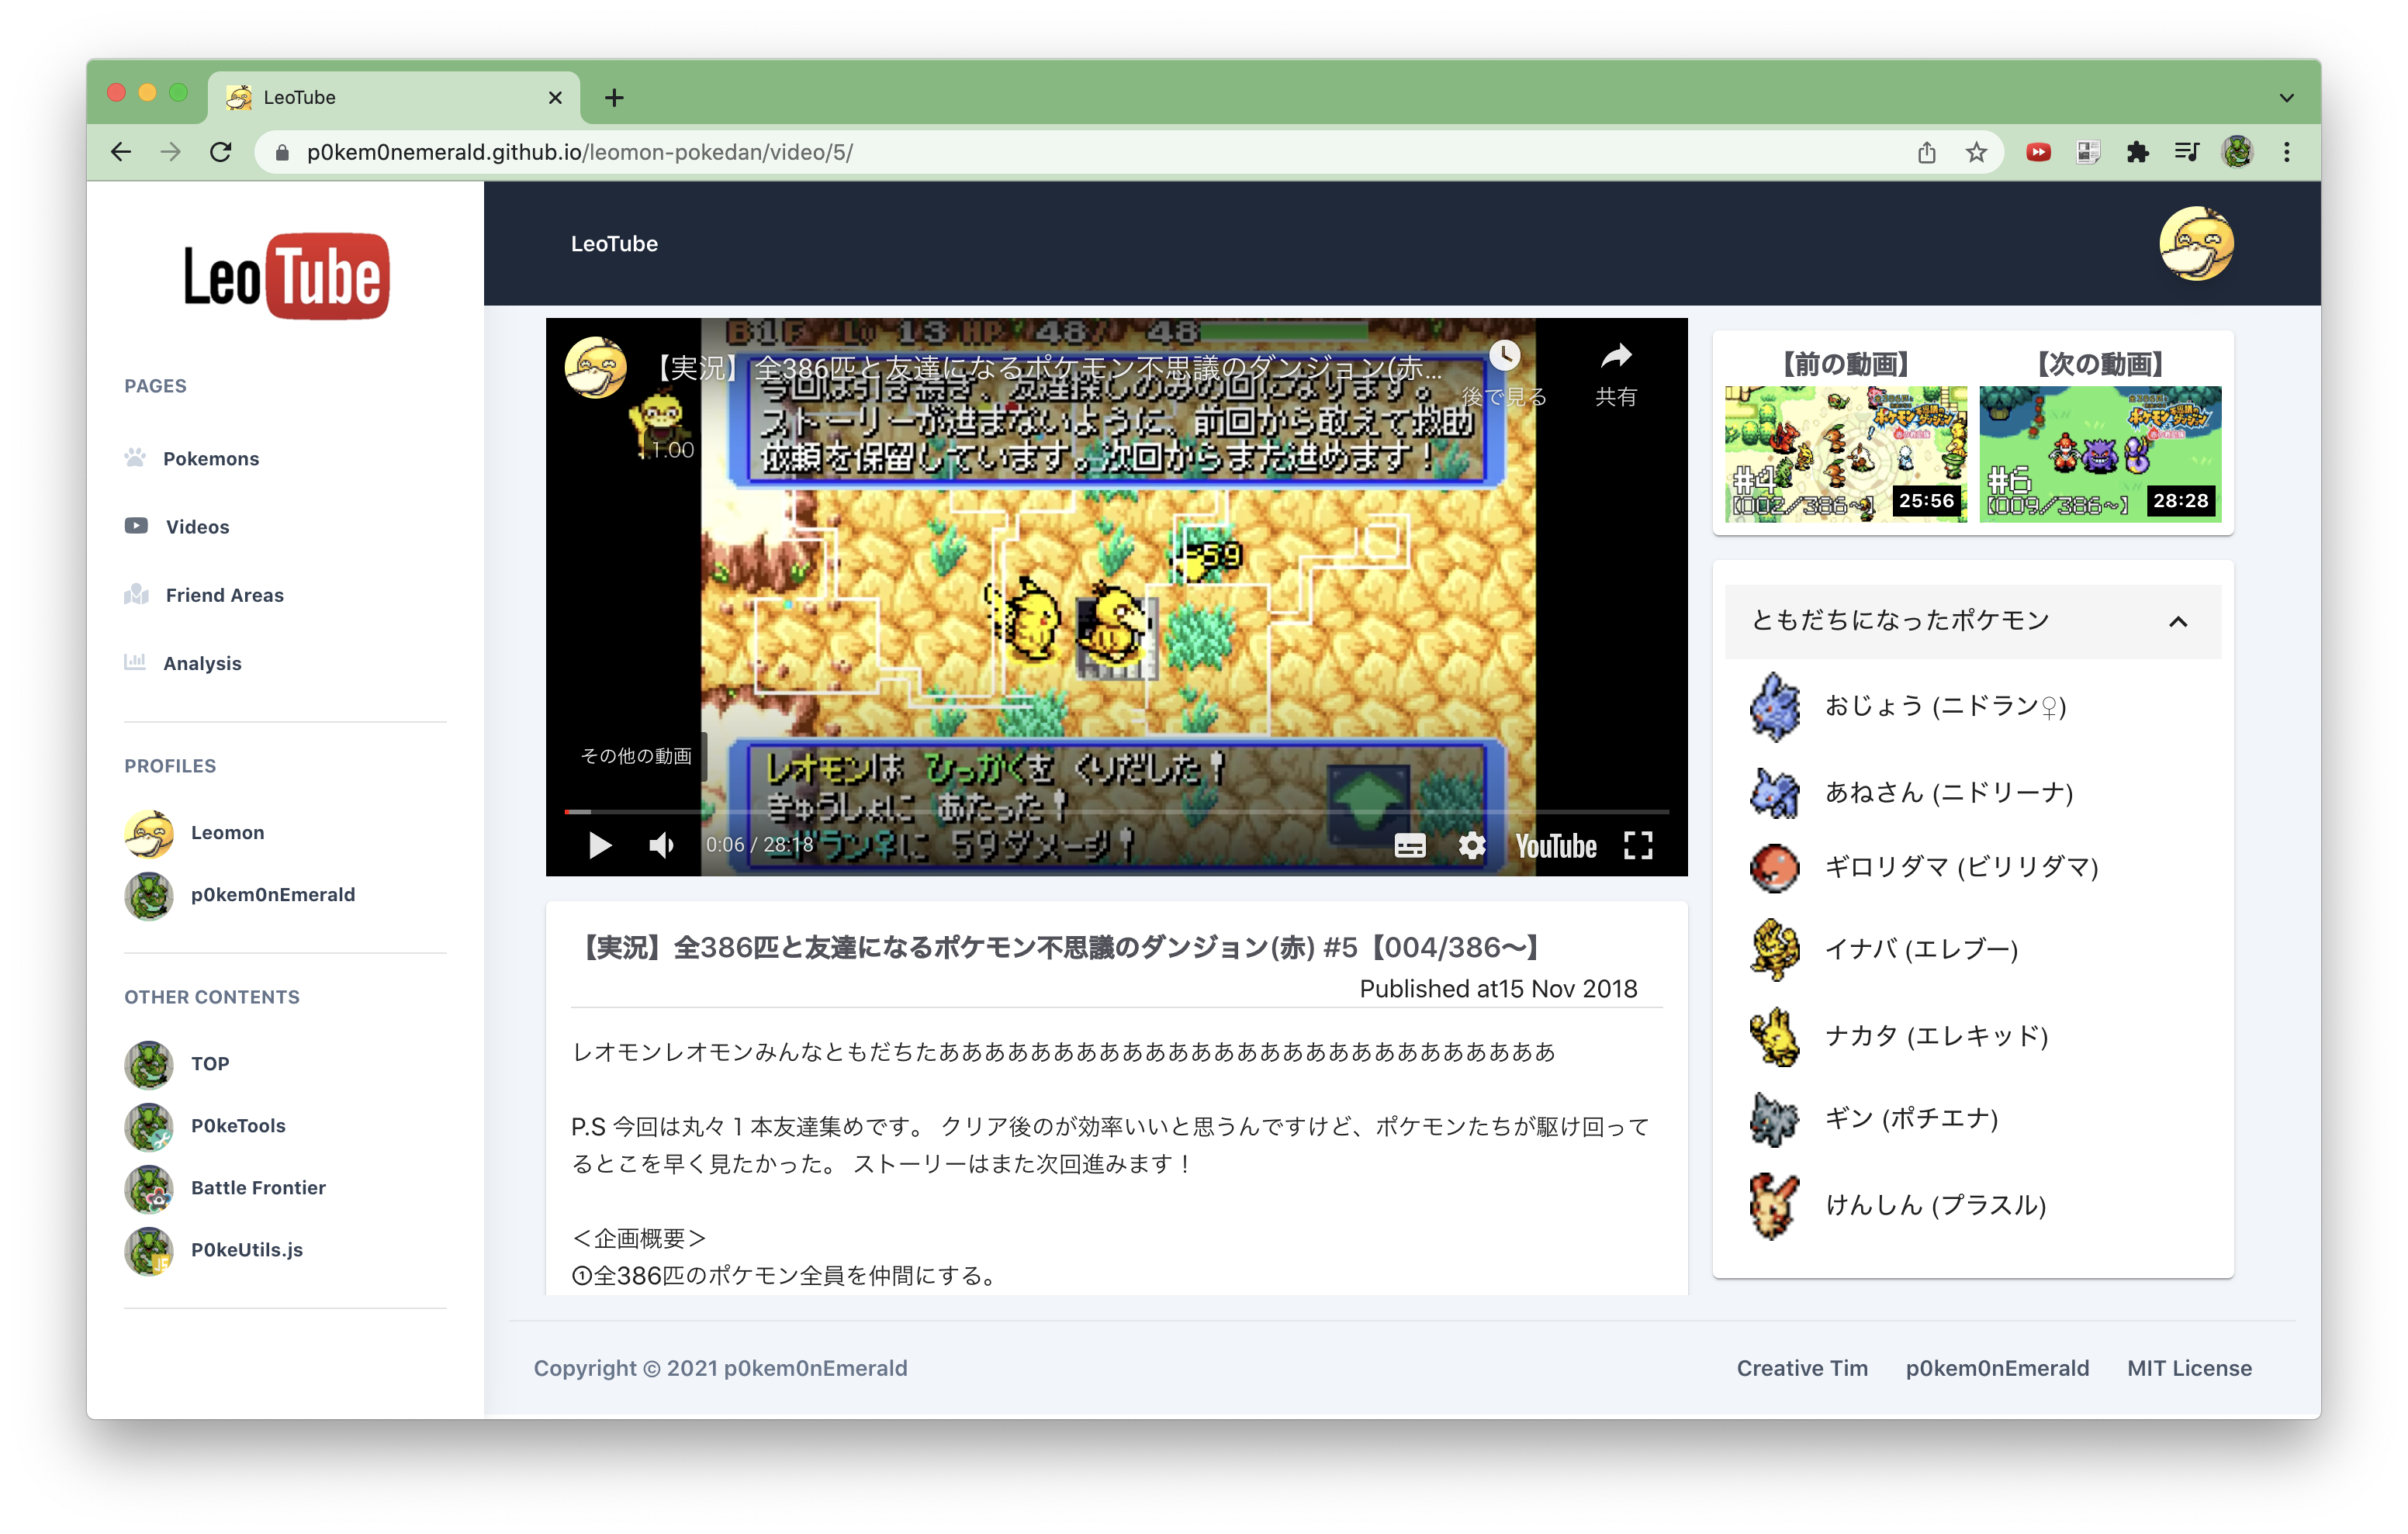 LeoTube
p0kem0nemerald.github.io/leomon-pokedan/video/5/
LeoTube
PAGES
Pokemons
Videos
Friend Areas
Analysis
PROFILES
Leomon
p0kem0nEmerald
OTHER CONTENTS
TOP
P0keTools
Battle Frontier
P0keUtils.js
LeoTube
B1F Lv 13 HP 48/ 48
【実況】全386匹と友達になるポケモン不思議のダンジョン(赤...
後で見る
共有
今回は引き続き、友達探しの予回になります。
ストーリーが進まないように、前回から敢えて救助
依頼を保留しています。次回からまた進めます!
1.00
59
その他の動画
レオモンは ひっかくを くりだした!
きゅうしょに あたった!
ニドラン♀に 59ダメージ!
0:06 / 28:18
YouTube
【実況】全386匹と友達になるポケモン不思議のダンジョン(赤) #5【004/386〜】
Published at15 Nov 2018
レオモンレオモンみんなともだちたあああああああああああああああああああああああああああ
P.S 今回は丸々１本友達集めです。 クリア後のが効率いいと思うんですけど、ポケモンたちが駆け回って
るとこを早く見たかった。 ストーリーはまた次回進みます！
＜企画概要＞
①全386匹のポケモン全員を仲間にする。
【前の動画】
#4
【002/386～】
25:56
【次の動画】
#6
【009/386～】
28:28
ともだちになったポケモン
おじょう (ニドラン♀)
あねさん (ニドリーナ)
ギロリダマ (ビリリダマ)
イナバ (エレブー)
ナカタ (エレキッド)
ギン (ポチエナ)
けんしん (プラスル)
Copyright © 2021 p0kem0nEmerald
Creative Tim
p0kem0nEmerald
MIT License